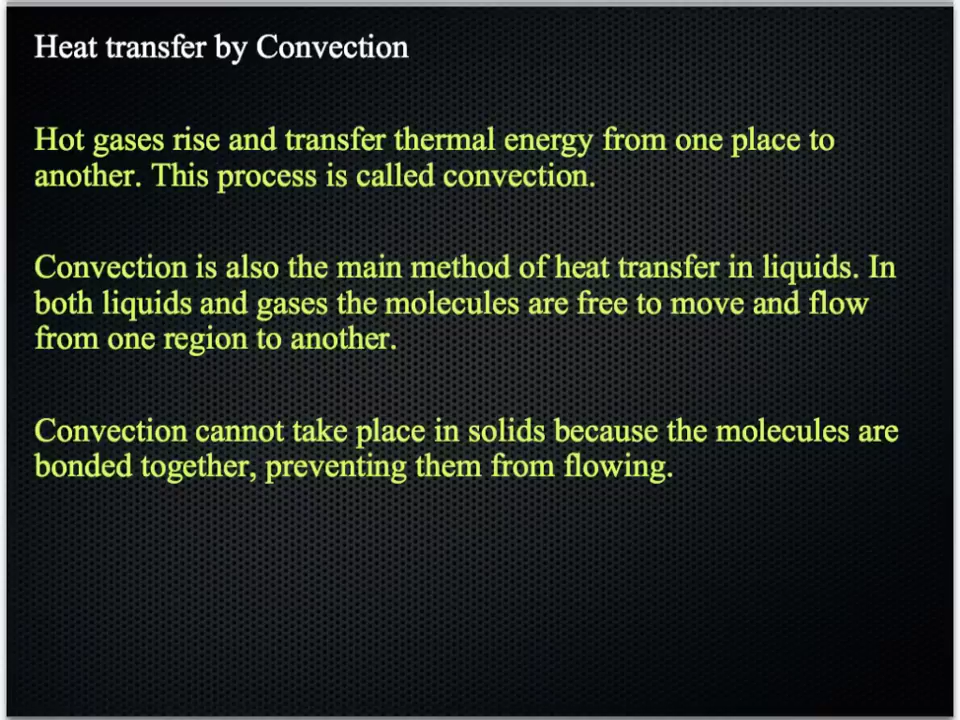 Heat transfer by Convection
Hot gases rise and transfer thermal energy from one place to
another. This process is called convection.
Convection is also the main method of heat transfer in liquids. In
both liquids and gases the molecules are free to move and flow
from one region to another.
Convection cannot take place in solids because the molecules are
bonded together, preventing them from flowing.